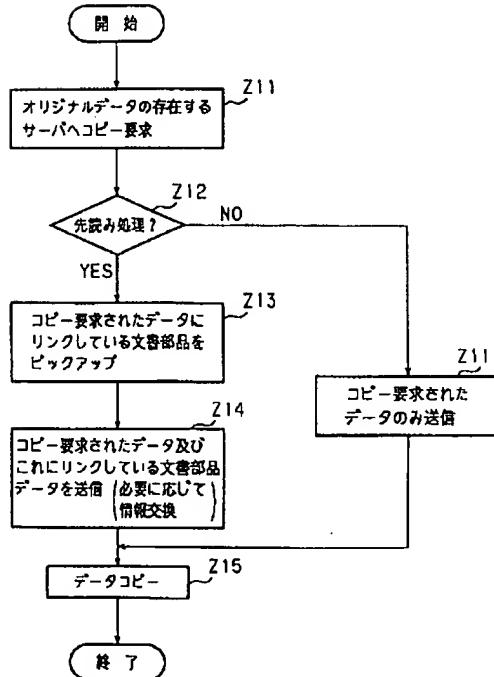 開始
Z11
オリジナルデータの存在する
サーバへコピー要求
Z12
先読み処理?
NO
YES
Z13
コピー要求されたデータに
リンクしている文書部品を
ピックアップ
Z11
コピー要求された
データのみ送信
Z14
コピー要求されたデータ及び
これにリンクしている文書部品
データを送信(必要に応じて
情報交換)
Z15
データコピー
終了